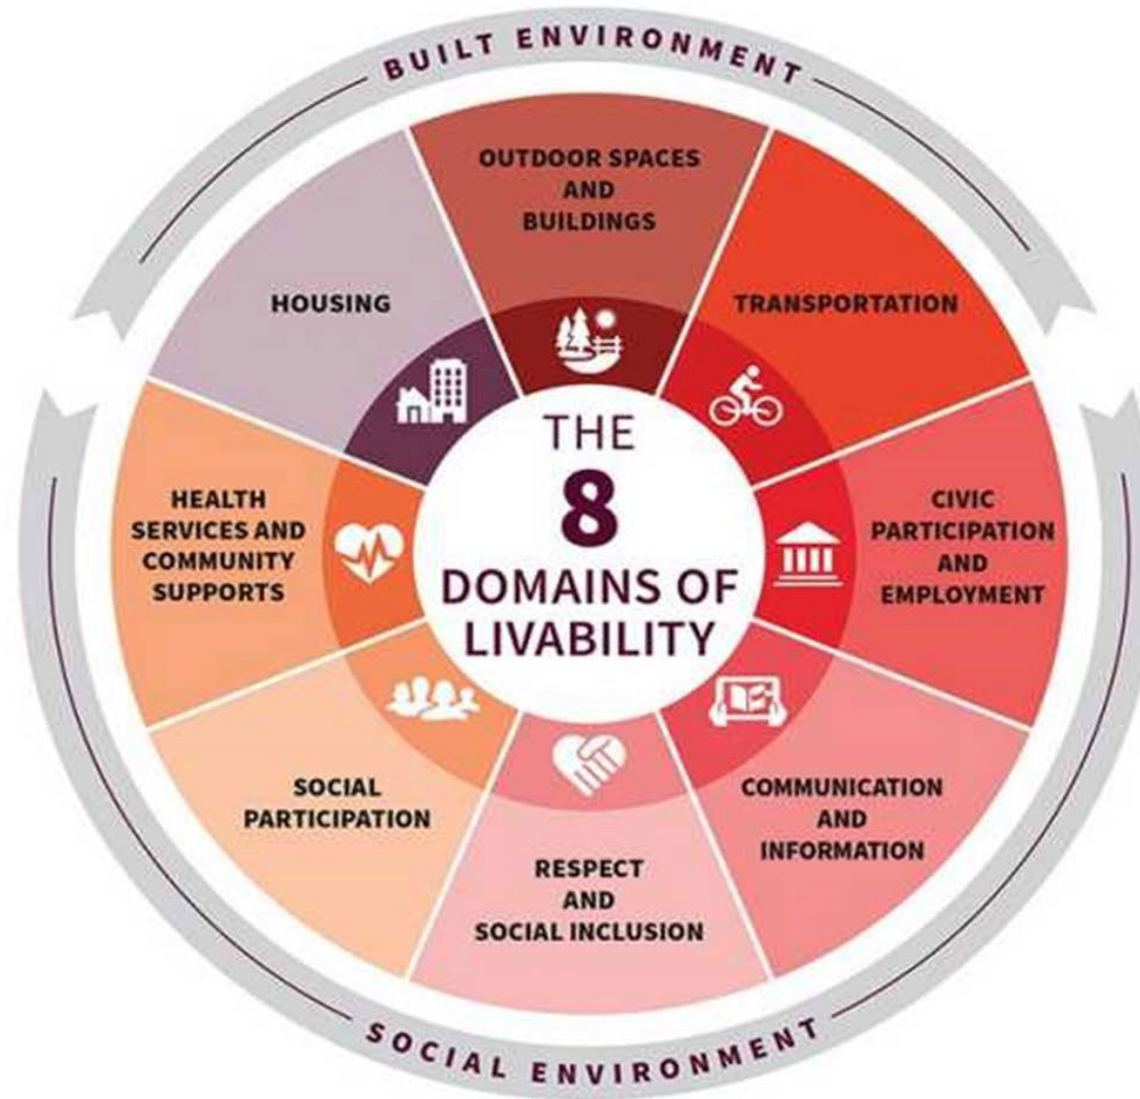 BUILT ENVIRONMENT
OUTDOOR SPACES
AND
BUILDINGS
HOUSING
TRANSPORTATION
THE
8
DOMAINS OF
LIVABILITY
HEALTH
SERVICES AND
COMMUNITY
SUPPORTS
CIVIC
PARTICIPATION
AND
EMPLOYMENT
SOCIAL
PARTICIPATION
COMMUNICATION
AND
INFORMATION
RESPECT
AND
SOCIAL INCLUSION
SOCIAL ENVIRONMENT